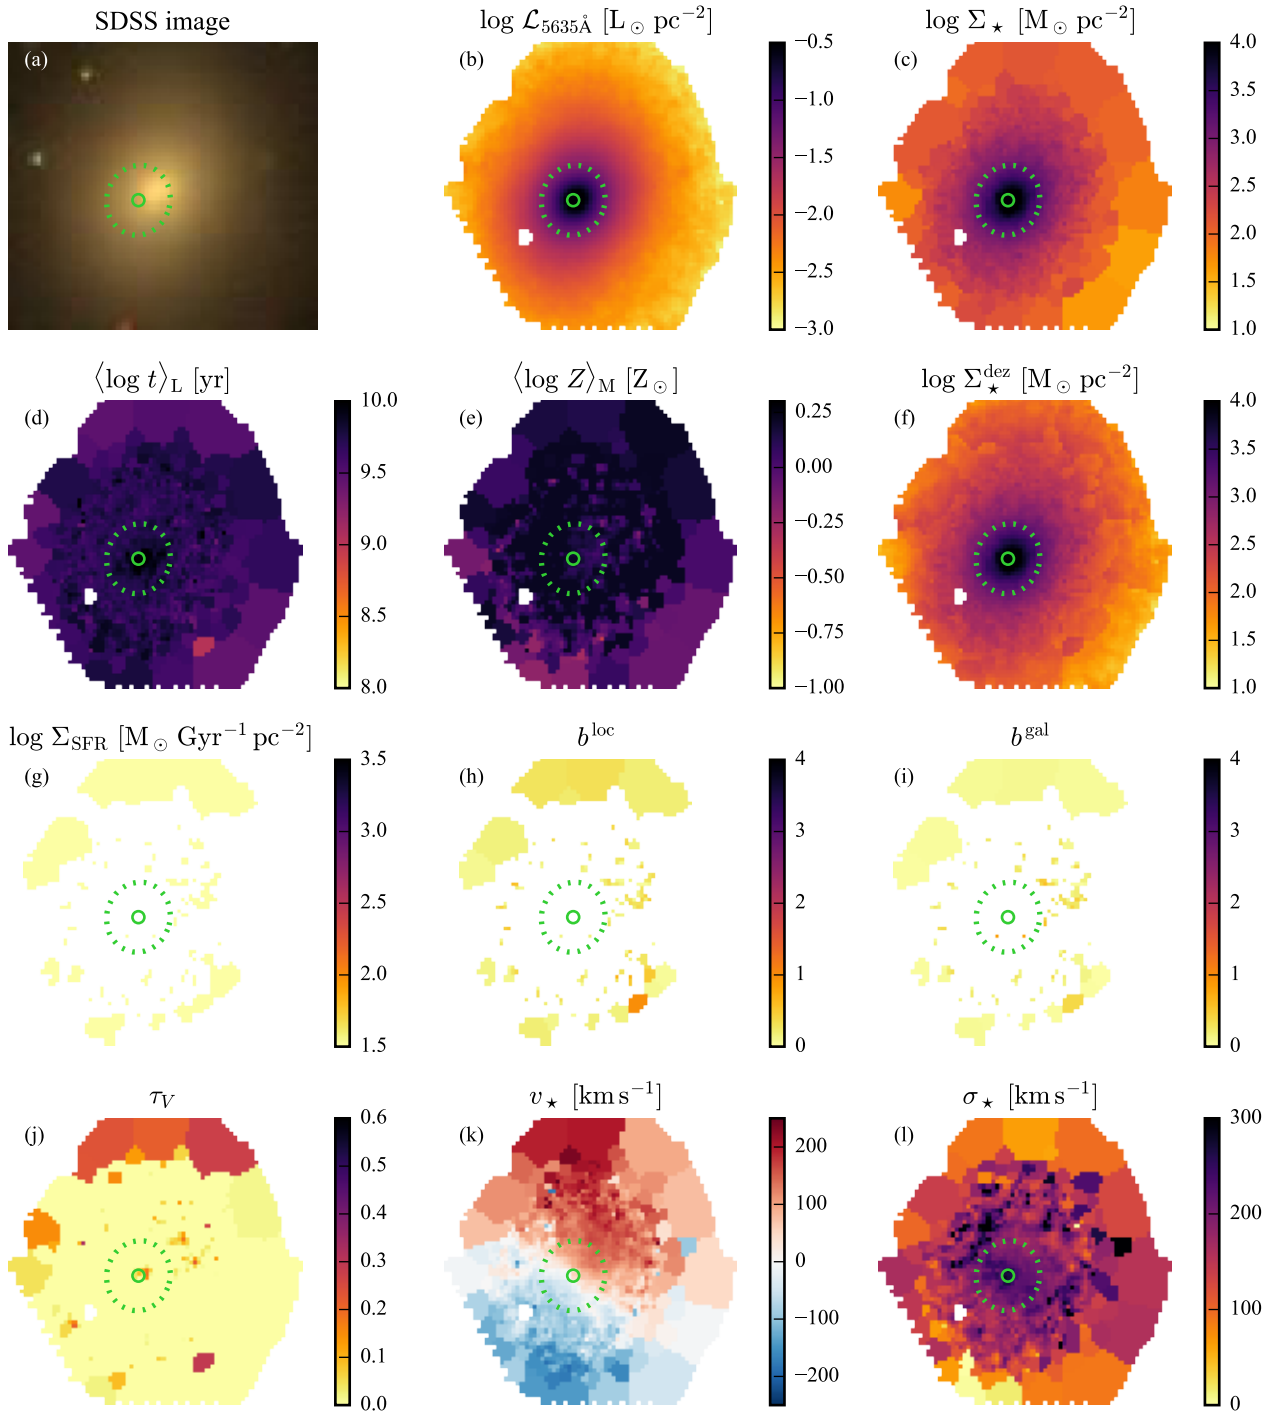 SDSS image
(a)
log ℒ5635Å [L⊙ pc−2]
(b)
−0.5
−1.0
−1.5
−2.0
−2.5
−3.0
log Σ⋆ [M⊙ pc−2]
(c)
4.0
3.5
3.0
2.5
2.0
1.5
1.0
⟨log t⟩L [yr]
(d)
10.0
9.5
9.0
8.5
8.0
⟨log Z⟩M [Z⊙]
(e)
0.25
0.00
−0.25
−0.50
−0.75
−1.00
log Σ⋆dez [M⊙ pc−2]
(f)
4.0
3.5
3.0
2.5
2.0
1.5
1.0
log ΣSFR [M⊙ Gyr−1 pc−2]
(g)
3.5
3.0
2.5
2.0
1.5
bloc
(h)
4
3
2
1
0
bgal
(i)
4
3
2
1
0
τV
(j)
0.6
0.5
0.4
0.3
0.2
0.1
0.0
v⋆ [km s−1]
(k)
200
100
0
−100
−200
σ⋆ [km s−1]
(l)
300
200
100
0